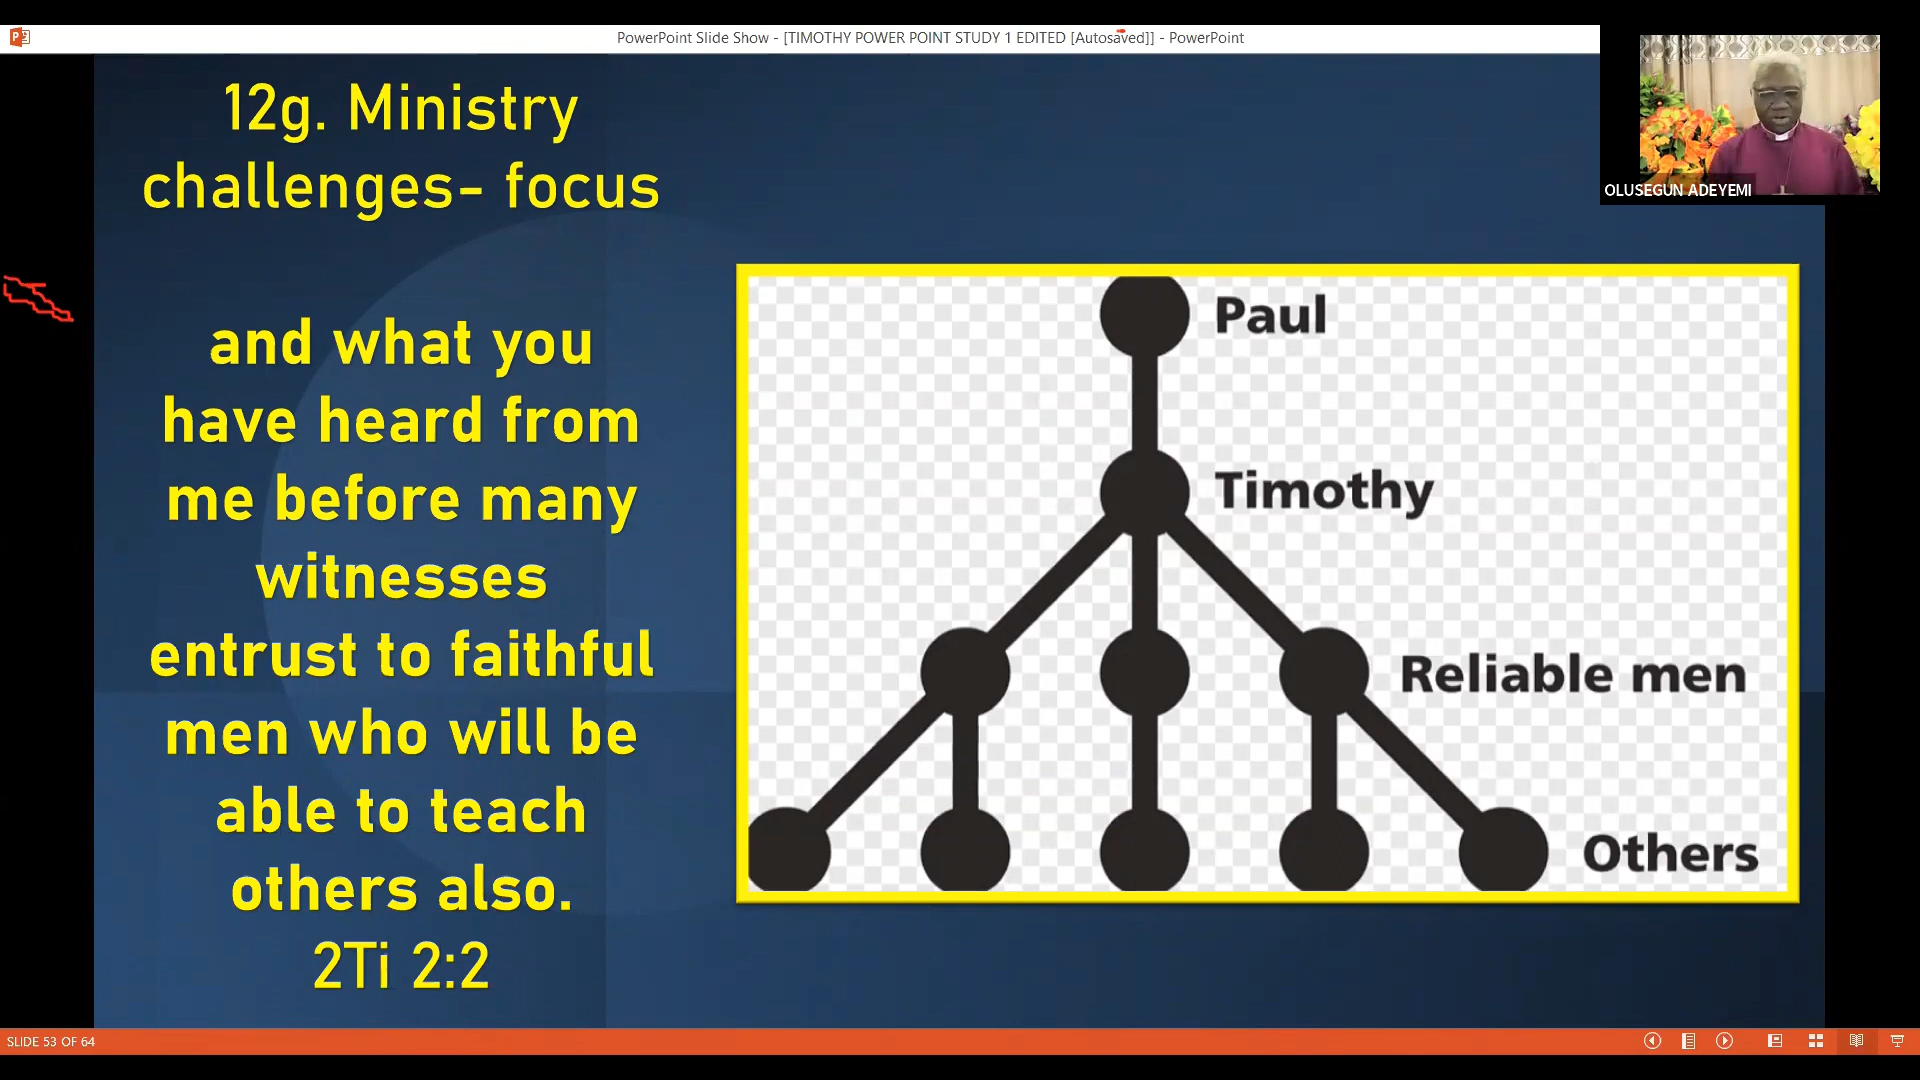 PowerPoint Slide Show - [TIMOTHY POWER POINT STUDY 1 EDITED [Autosaved]] - PowerPoint
12g. Ministry
challenges- focus
and what you
have heard from
me before many
witnesses
entrust to faithful
men who will be
able to teach
others also.
2Ti 2:2
Paul
Timothy
Reliable men
Others
OLUSEGUN ADEYEMI
SLIDE 53 OF 64